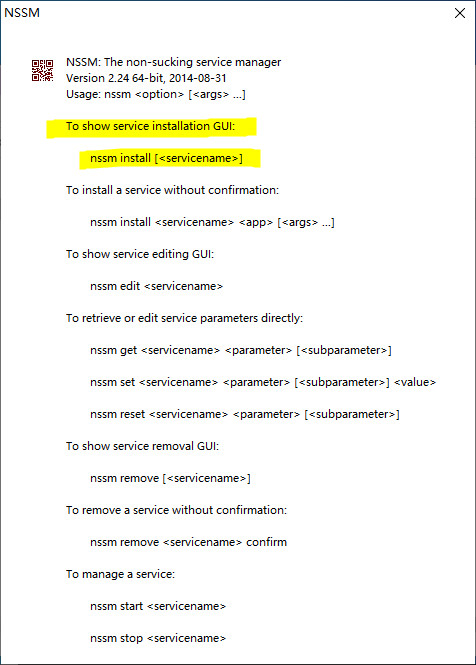 NSSM
NSSM: The non-sucking service manager
Version 2.24 64-bit, 2014-08-31
Usage: nssm <option> [<args> ...]
To show service installation GUI:
nssm install [<servicename>]
To install a service without confirmation:
nssm install <servicename> <app> [<args> ...]
To show service editing GUI:
nssm edit <servicename>
To retrieve or edit service parameters directly:
nssm get <servicename> <parameter> [<subparameter>]
nssm set <servicename> <parameter> [<subparameter>] <value>
nssm reset <servicename> <parameter> [<subparameter>]
To show service removal GUI:
nssm remove [<servicename>]
To remove a service without confirmation:
nssm remove <servicename> confirm
To manage a service:
nssm start <servicename>
nssm stop <servicename>